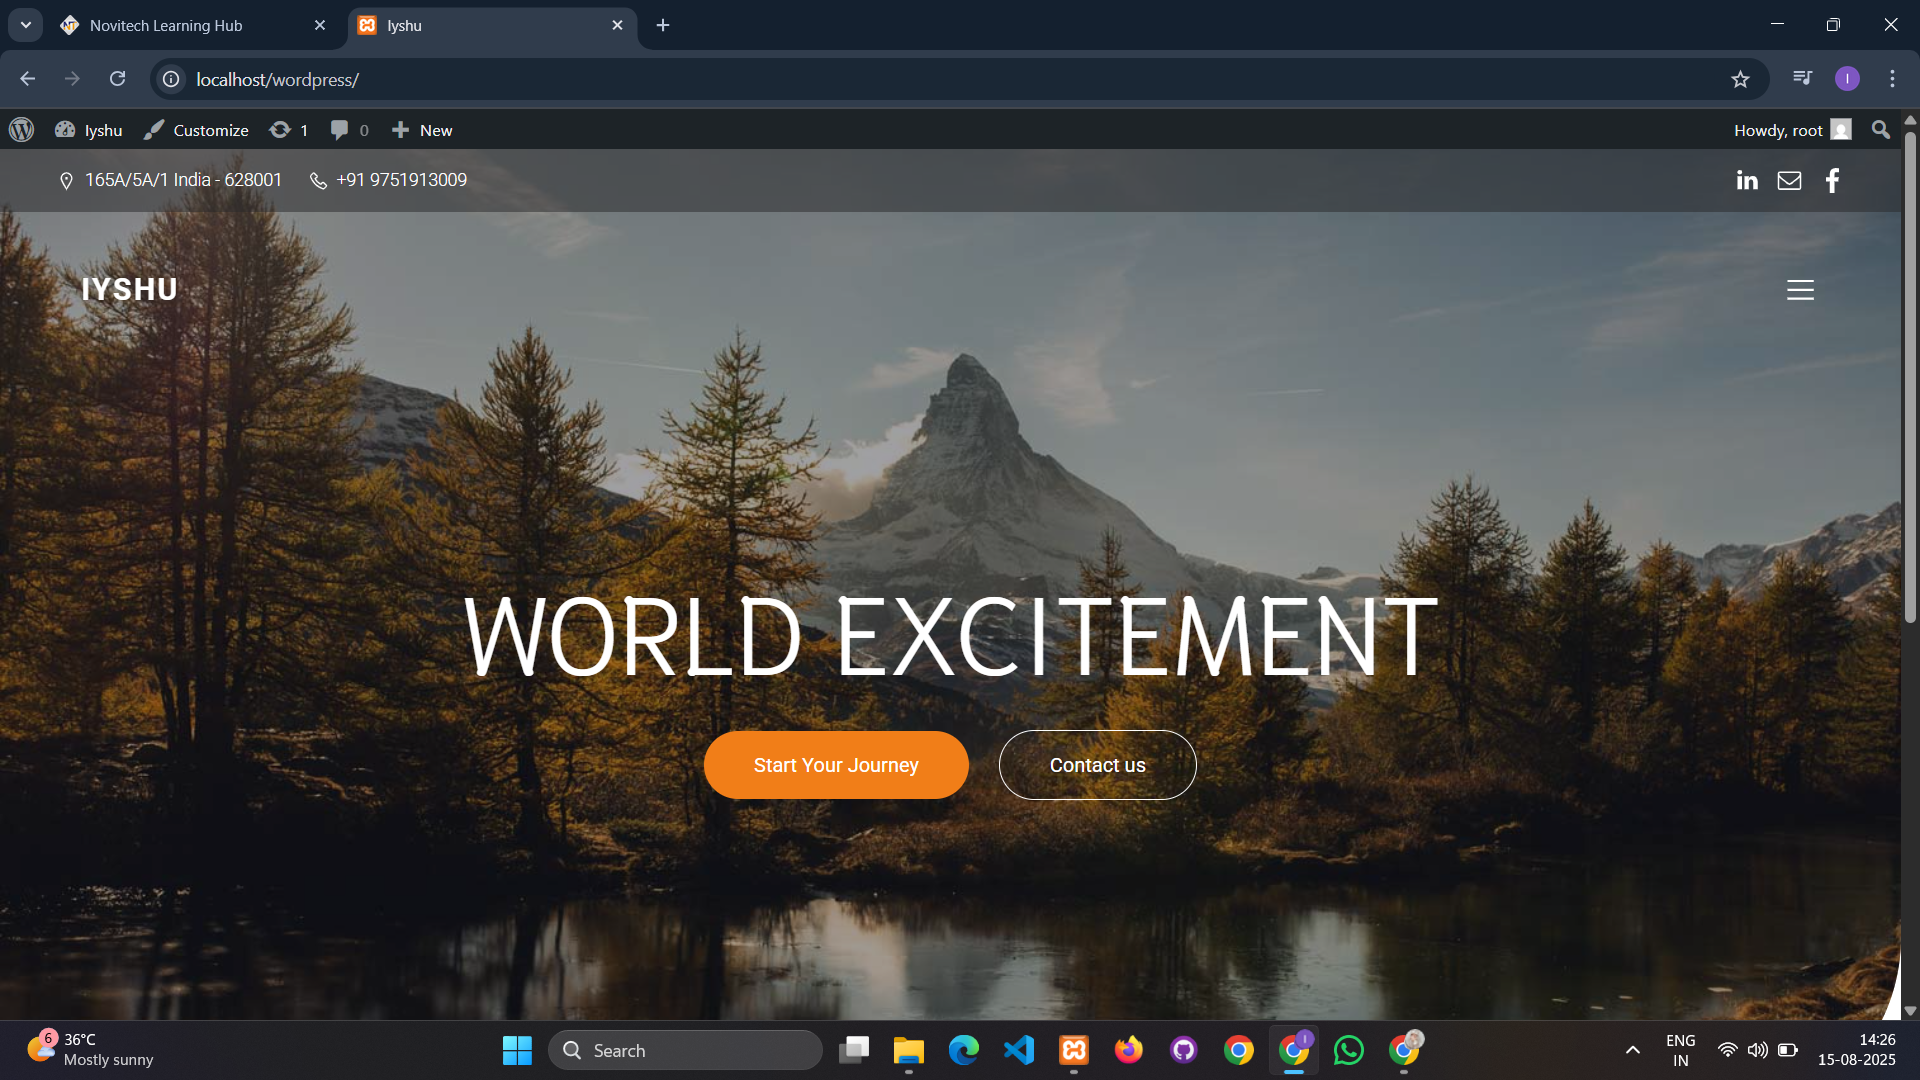 Novitech Learning Hub
Iyshu
localhost/wordpress/
Iyshu
Customize
1
0
New
Howdy, root
165A/5A/1 India - 628001
+91 9751913009
IYSHU
WORLD EXCITEMENT
Start Your Journey
Contact us
6
36°C
Mostly sunny
Search
ENG
IN
14:26
15-08-2025